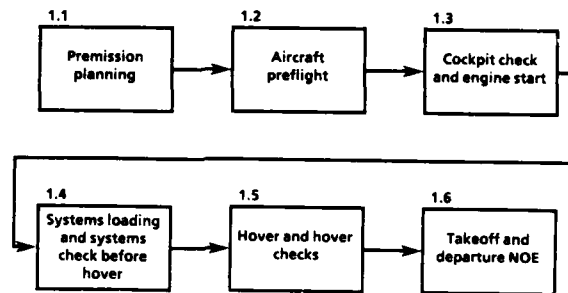 1.1
Premission
planning
1.2
Aircraft
preflight
1.3
Cockpit check
and engine start
1.4
Systems loading
and systems
check before
hover
1.5
Hover and hover
checks
1.6
Takeoff and
departure NOE